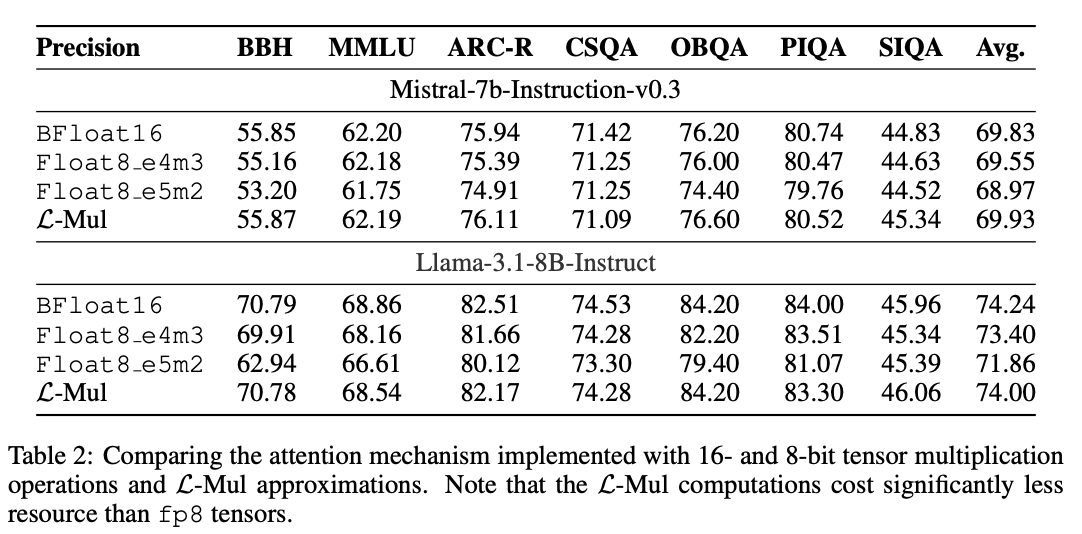 Precision BBH MMLU ARC-R CSQA OBQA PIQA SIQA Avg.
Mistral-7b-Instruction-v0.3
BFloat16 55.85 62.20 75.94 71.42 76.20 80.74 44.83 69.83
Float8_e4m3 55.16 62.18 75.39 71.25 76.00 80.47 44.63 69.55
Float8_e5m2 53.20 61.75 74.91 71.25 74.40 79.76 44.52 68.97
ℒ-Mul 55.87 62.19 76.11 71.09 76.60 80.52 45.34 69.93
Llama-3.1-8B-Instruct
BFloat16 70.79 68.86 82.51 74.53 84.20 84.00 45.96 74.24
Float8_e4m3 69.91 68.16 81.66 74.28 82.20 83.51 45.34 73.40
Float8_e5m2 62.94 66.61 80.12 73.30 79.40 81.07 45.39 71.86
ℒ-Mul 70.78 68.54 82.17 74.28 84.20 83.30 46.06 74.00
Table 2: Comparing the attention mechanism implemented with 16- and 8-bit tensor multiplication
operations and ℒ-Mul approximations. Note that the ℒ-Mul computations cost significantly less
resource than fp8 tensors.